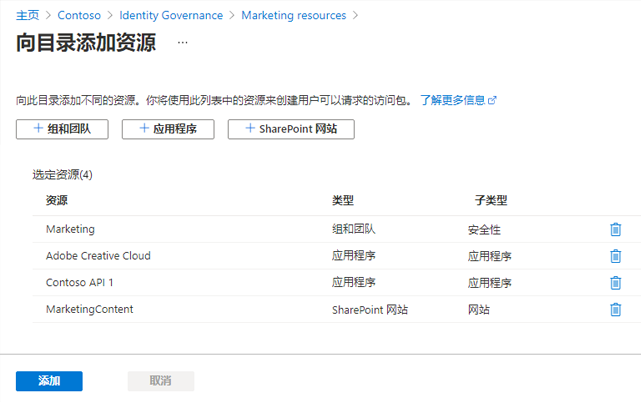 主页 > Contoso > Identity Governance > Marketing resources >
向目录添加资源 ···
向此目录添加不同的资源。你将使用此列表中的资源来创建用户可以请求的访问包。 了解更多信息
+ 组和团队 + 应用程序 + SharePoint 网站
选定资源(4)
资源 类型 子类型
Marketing 组和团队 安全性
Adobe Creative Cloud 应用程序 应用程序
Contoso API 1 应用程序 应用程序
MarketingContent SharePoint 网站 网站
添加 取消